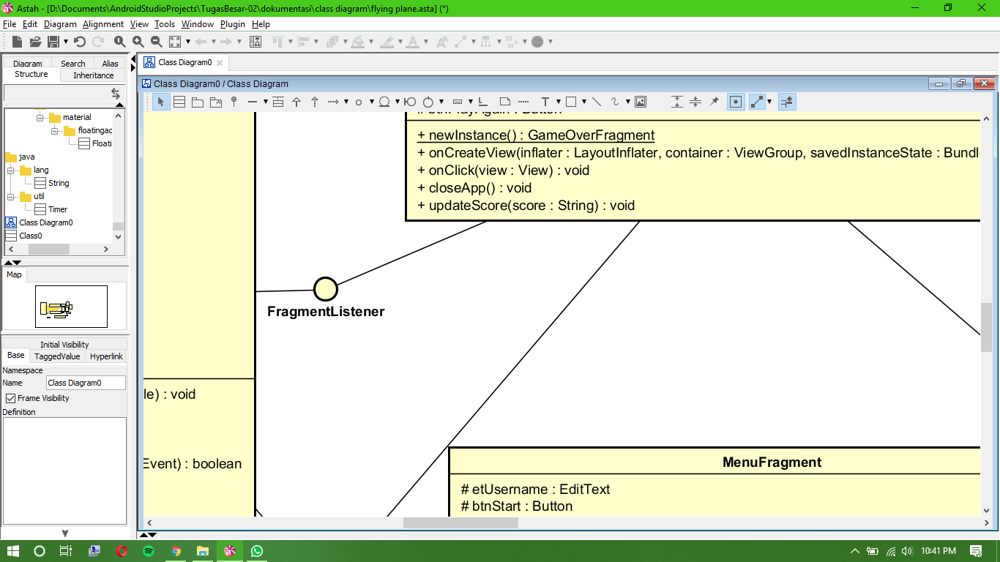 Astah - [D:\Documents\AndroidStudioProjects\TugasBesar-02\dokumentasi\class diagram\flying plane.asta] (*)
File Edit Diagram Alignment View Tools Window Plugin Help
Diagram Search Alias
Structure Inheritance
material
floatingac
Floati
java
lang
String
util
Timer
Class Diagram0
Class0
Map
Initial Visibility
Base TaggedValue Hyperlink
Namespace
Name Class Diagram0
Frame Visibility
Definition
Class Diagram0
Class Diagram0 / Class Diagram
# btnPlayAgain : Button
+ newInstance() : GameOverFragment
+ onCreateView(inflater : LayoutInflater, container : ViewGroup, savedInstanceState : Bundl
+ onClick(view : View) : void
+ closeApp() : void
+ updateScore(score : String) : void
FragmentListener
le) : void
Event) : boolean
MenuFragment
# etUsername : EditText
# btnStart : Button
10:41 PM